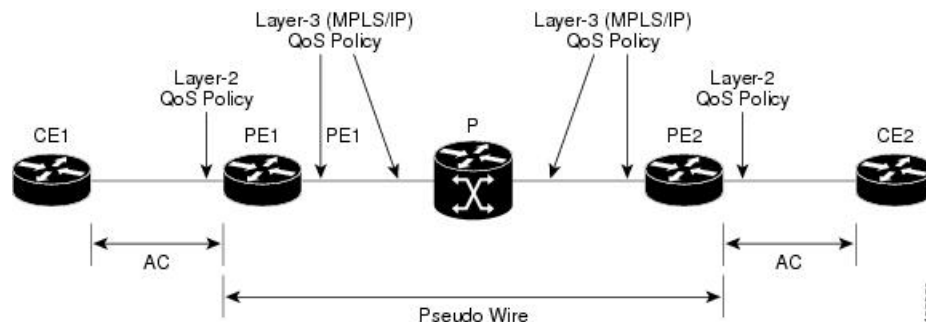 Layer-3 (MPLS/IP)
QoS Policy
Layer-3 (MPLS/IP)
QoS Policy
Layer-2
QoS Policy
Layer-2
QoS Policy
CE1
PE1
PE1
P
PE2
CE2
AC
AC
Pseudo Wire